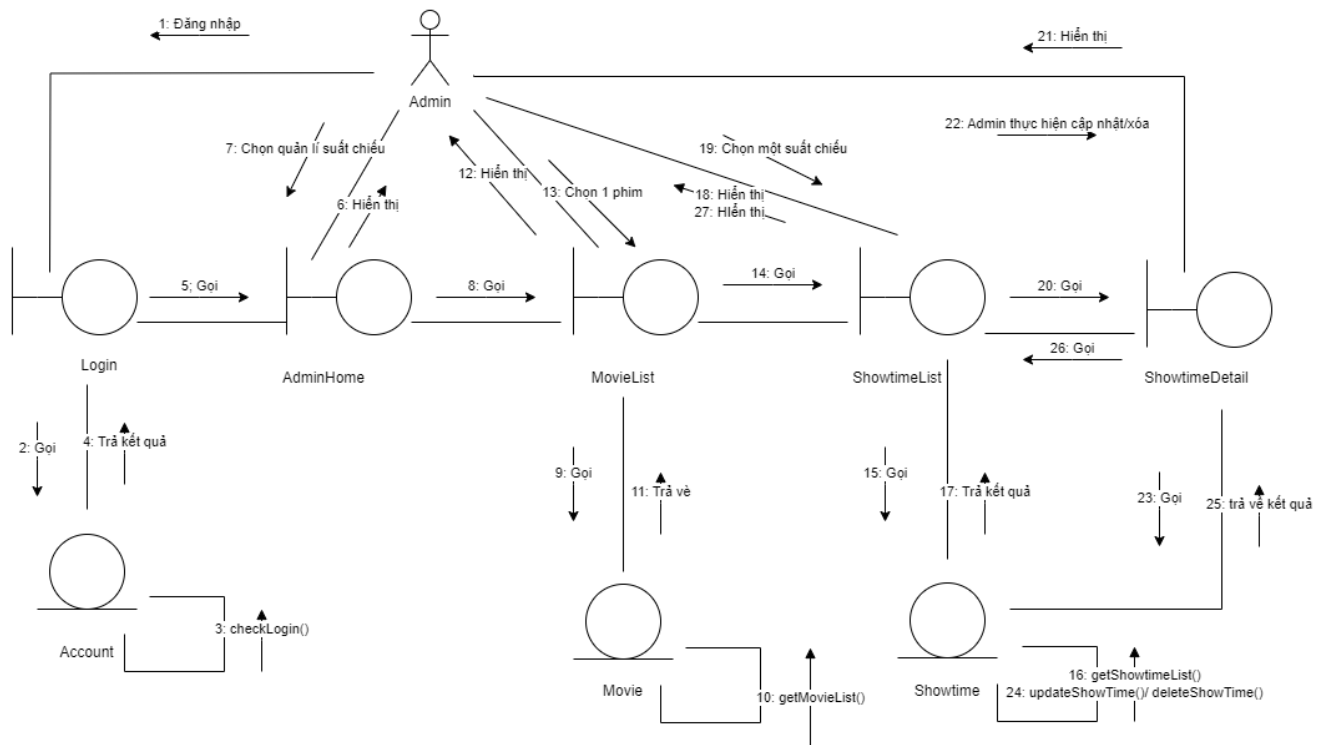 1: Đăng nhập
21: Hiển thị
Admin
22: Admin thực hiện cập nhật/xóa
7: Chọn quản lí suất chiếu
19: Chọn một suất chiếu
12: Hiển thị
13: Chọn 1 phim
18: Hiển thị
6: Hiển thị
27: HIển thị
5; Gọi
8: Gọi
14: Gọi
20: Gọi
26: Gọi
Login
AdminHome
MovieList
ShowtimeList
ShowtimeDetail
2: Gọi
4: Trả kết quả
9: Gọi
11: Trả vè
15: Gọi
17: Trả kết quả
23: Gọi
25: trả về kết quả
3: checkLogin()
Account
Movie
10: getMovieList()
Showtime
16: getShowtimeList()
24: updateShowTime()/ deleteShowTime()